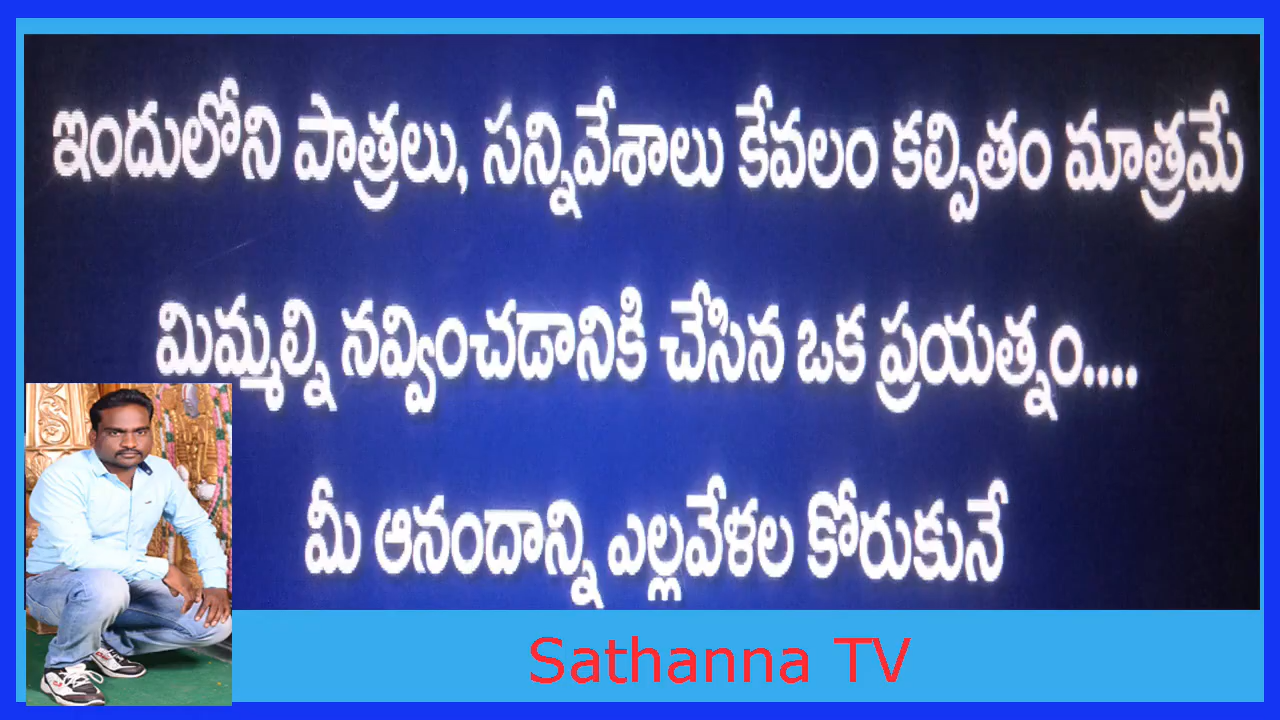 ఇందులోని పాత్రలు, సన్నివేశాలు కేవలం కల్పితం మాత్రమే
మిమ్మల్ని నవ్వించడానికి చేసిన ఒక ప్రయత్నం....
మీ ఆనందాన్ని ఎల్లవేళల కోరుకునే
Sathanna TV